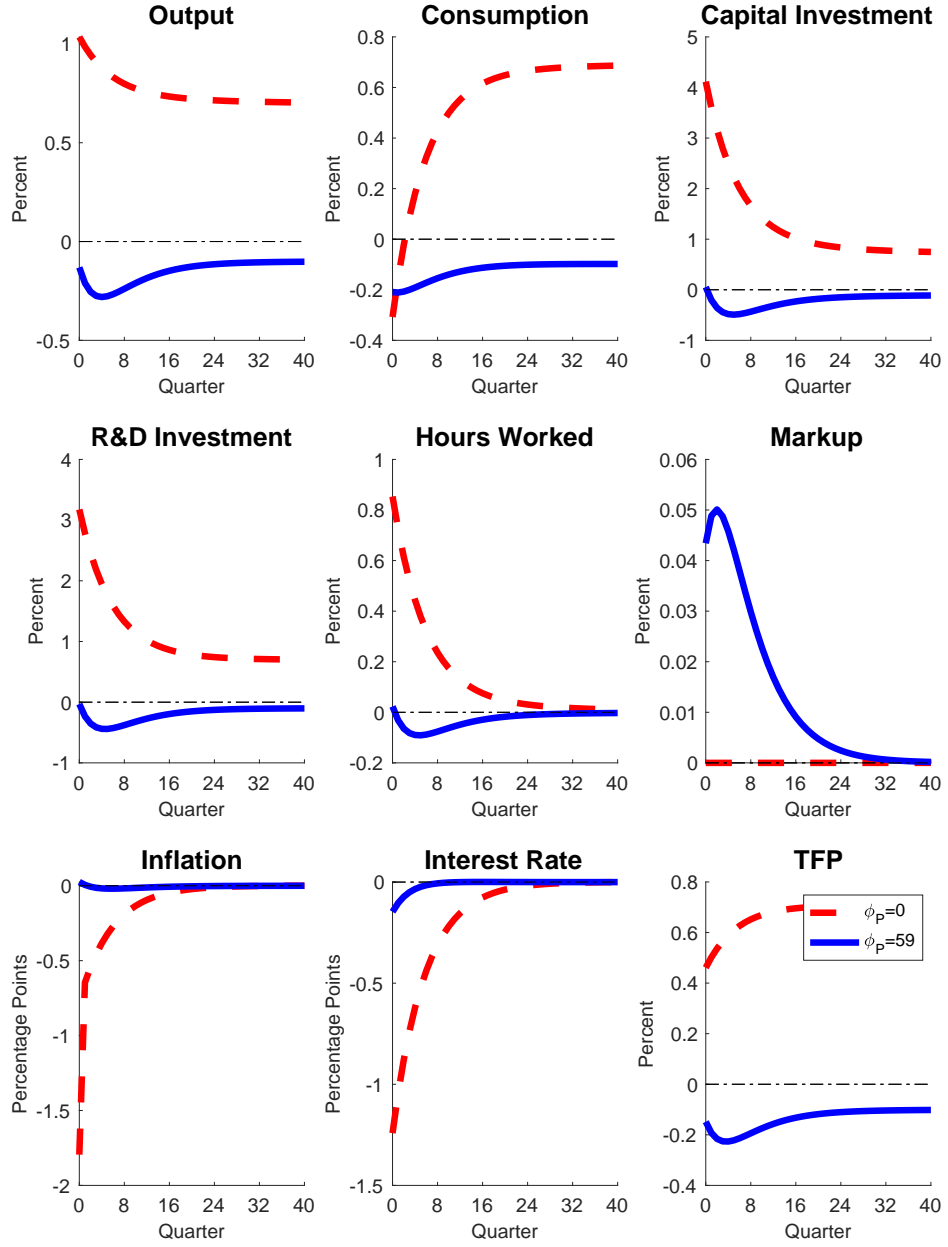 Output
1
0.5
0
-0.5
0 8 16 24 32 40
Quarter
Percent
Consumption
0.8
0.6
0.4
0.2
0
-0.2
-0.4
0 8 16 24 32 40
Quarter
Percent
Capital Investment
5
4
3
2
1
0
-1
0 8 16 24 32 40
Quarter
Percent
R&D Investment
4
3
2
1
0
-1
0 8 16 24 32 40
Quarter
Percent
Hours Worked
1
0.8
0.6
0.4
0.2
0
-0.2
0 8 16 24 32 40
Quarter
Percent
Markup
0.06
0.05
0.04
0.03
0.02
0.01
0
0 8 16 24 32 40
Quarter
Percent
Inflation
0
-0.5
-1
-1.5
-2
0 8 16 24 32 40
Quarter
Percentage Points
Interest Rate
0
-0.5
-1
-1.5
0 8 16 24 32 40
Quarter
Percentage Points
TFP
0.8
0.6
0.4
0.2
0
-0.2
-0.4
0 8 16 24 32 40
Quarter
Percent
ϕ_P=0
ϕ_P=59